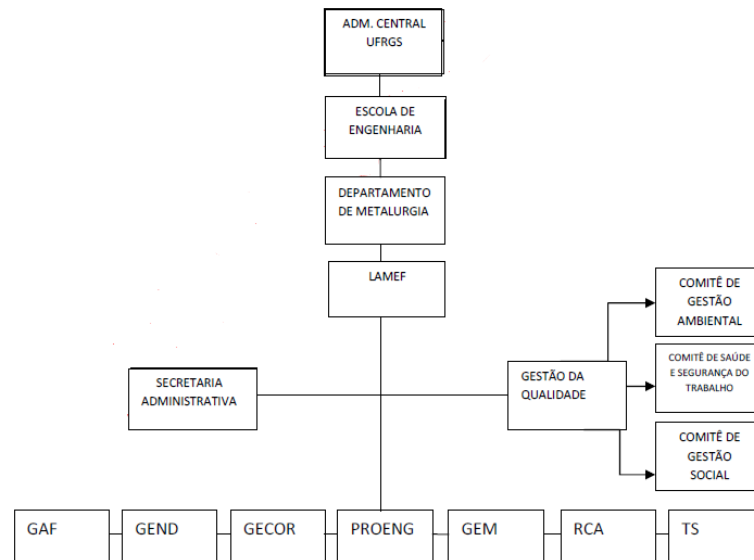 ADM. CENTRAL
UFRGS
ESCOLA DE
ENGENHARIA
DEPARTAMENTO
DE METALURGIA
LAMEF
SECRETARIA
ADMINISTRATIVA
GESTÃO DA
QUALIDADE
COMITÊ DE
GESTÃO
AMBIENTAL
COMITÊ DE SAÚDE
E SEGURANÇA DO
TRABALHO
COMITÊ DE
GESTÃO
SOCIAL
GAF
GEND
GECOR
PROENG
GEM
RCA
TS